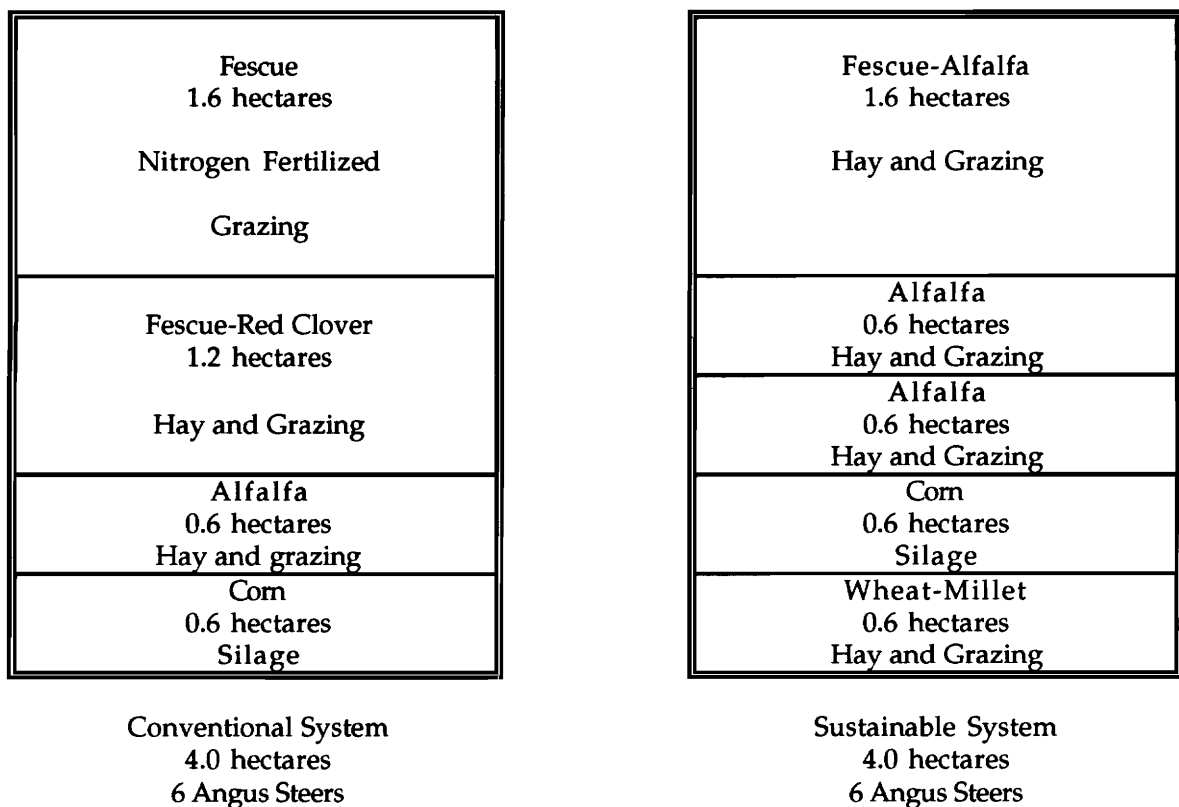 Fescue
1.6 hectares
Nitrogen Fertilized
Grazing
Fescue-Red Clover
1.2 hectares
Hay and Grazing
Alfalfa
0.6 hectares
Hay and grazing
Corn
0.6 hectares
Silage
Conventional System
4.0 hectares
6 Angus Steers
Fescue-Alfalfa
1.6 hectares
Hay and Grazing
Alfalfa
0.6 hectares
Hay and Grazing
Alfalfa
0.6 hectares
Hay and Grazing
Corn
0.6 hectares
Silage
Wheat-Millet
0.6 hectares
Hay and Grazing
Sustainable System
4.0 hectares
6 Angus Steers